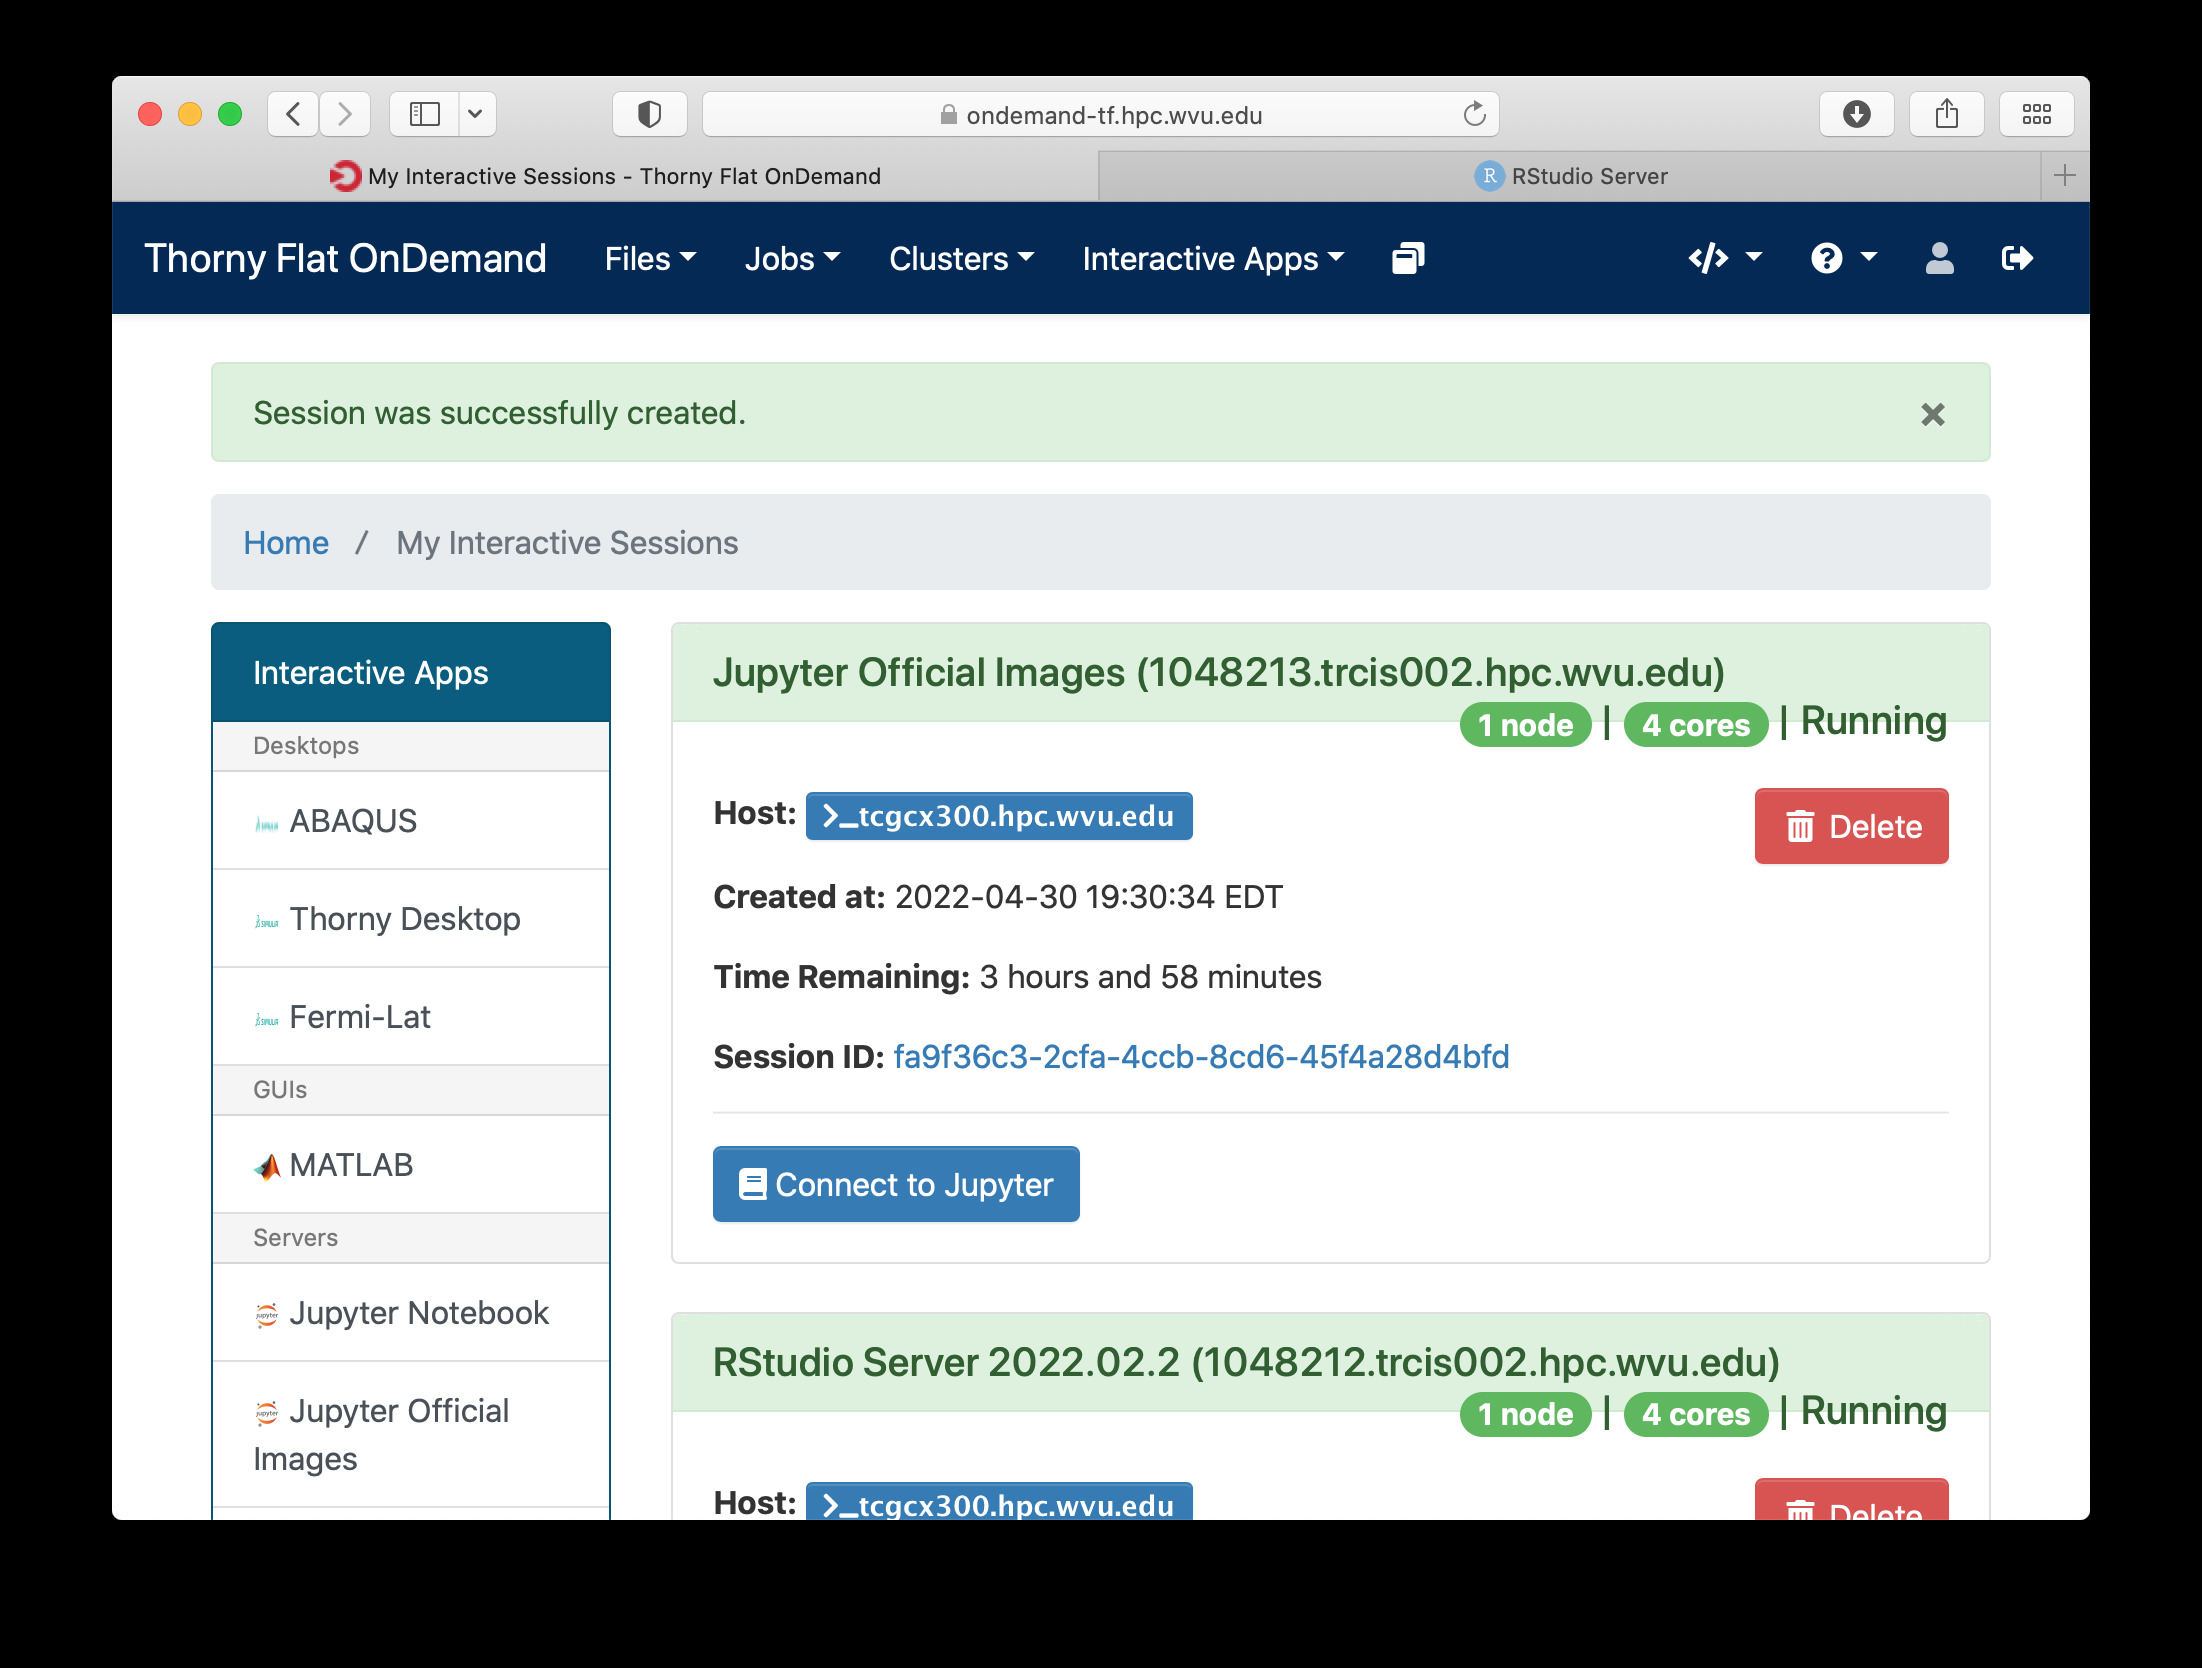 ondemand-tf.hpc.wvu.edu
My Interactive Sessions - Thorny Flat OnDemand
R RStudio Server
Thorny Flat OnDemand Files Jobs Clusters Interactive Apps
Session was successfully created.
Home / My Interactive Sessions
Interactive Apps
Desktops
ABAQUS
Thorny Desktop
Fermi-Lat
GUIs
MATLAB
Servers
Jupyter Notebook
Jupyter Official
Images
Jupyter Official Images (1048213.trcis002.hpc.wvu.edu)
1 node | 4 cores | Running
Host: >_tcgcx300.hpc.wvu.edu
Delete
Created at: 2022-04-30 19:30:34 EDT
Time Remaining: 3 hours and 58 minutes
Session ID: fa9f36c3-2cfa-4ccb-8cd6-45f4a28d4bfd
Connect to Jupyter
RStudio Server 2022.02.2 (1048212.trcis002.hpc.wvu.edu)
1 node | 4 cores | Running
Host: >_tcgcx300.hpc.wvu.edu
Delete